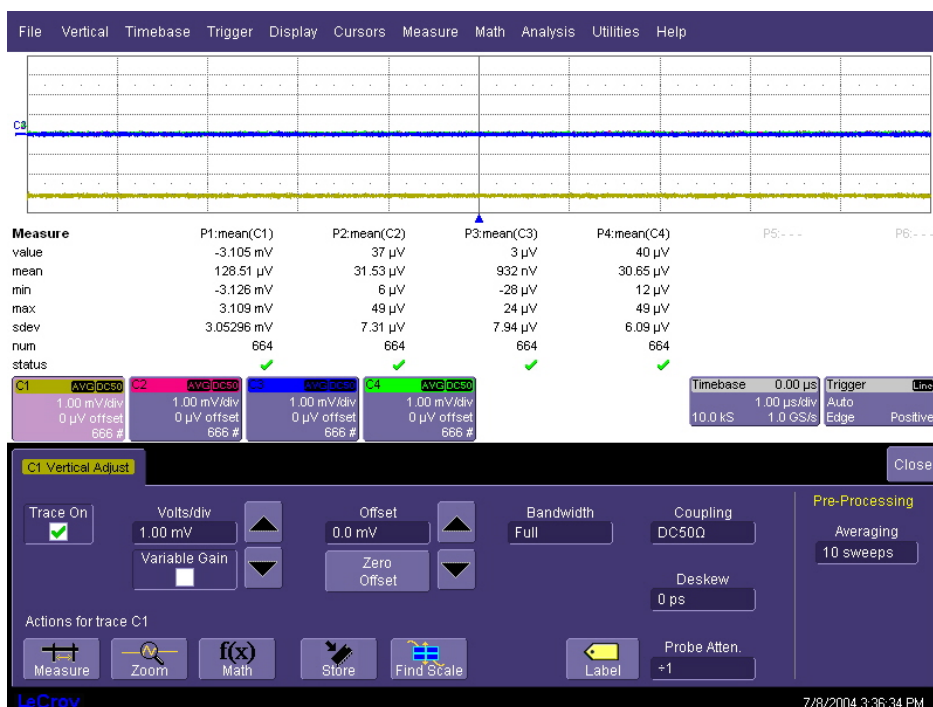 File Vertical Timebase Trigger Display Cursors Measure Math Analysis Utilities Help
C3
Measure P1:mean(C1) P2:mean(C2) P3:mean(C3) P4:mean(C4) P5:--- P6:---
value -3.105 mV 37 µV 3 µV 40 µV
mean 128.51 µV 31.53 µV 932 nV 30.65 µV
min -3.126 mV 6 µV -28 µV 12 µV
max 3.109 mV 49 µV 24 µV 49 µV
sdev 3.05296 mV 7.31 µV 7.94 µV 6.09 µV
num 664 664 664 664
status
C1 AVG DC50 C2 AVG DC50 C3 AVG DC50 C4 AVG DC50 Timebase 0.00 µs Trigger Line
1.00 mV/div 1.00 mV/div 1.00 mV/div 1.00 mV/div 1.00 µs/div Auto
0 µV offset 0 µV offset 0 µV offset 0 µV offset 10.0 kS 1.0 GS/s Edge Positive
666 # 666 # 666 # 666 #
C1 Vertical Adjust Close
Pre-Processing
Trace On Volts/div Offset Bandwidth Coupling
1.00 mV 0.0 mV Full DC50Ω
Averaging
10 sweeps
Variable Gain Zero
Offset
Deskew
0 ps
Actions for trace C1
Probe Atten.
÷1
Measure Zoom f(x) Math Store Find Scale Label
LeCroy 7/8/2004 3:36:34 PM